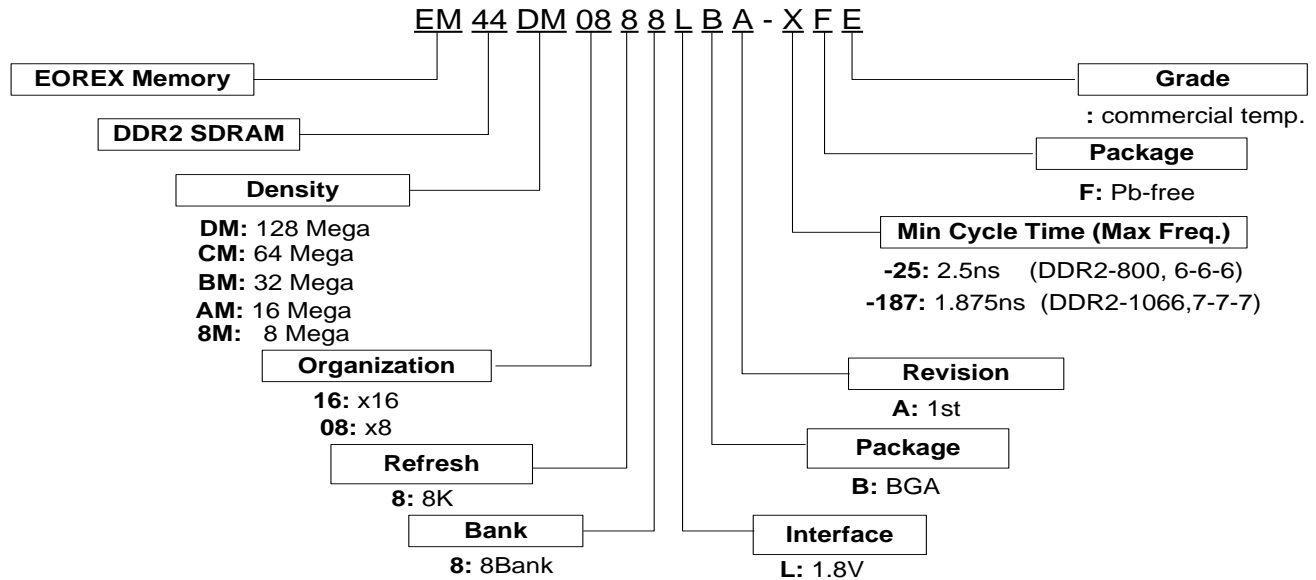 EM 44 DM 08 8 8 L B A - X F E
EOREX Memory
DDR2 SDRAM
Density
DM: 128 Mega
CM: 64 Mega
BM: 32 Mega
AM: 16 Mega
8M: 8 Mega
Organization
16: x16
08: x8
Refresh
8: 8K
Bank
8: 8Bank
Grade
: commercial temp.
Package
F: Pb-free
Min Cycle Time (Max Freq.)
-25: 2.5ns (DDR2-800, 6-6-6)
-187: 1.875ns (DDR2-1066,7-7-7)
Revision
A: 1st
Package
B: BGA
Interface
L: 1.8V